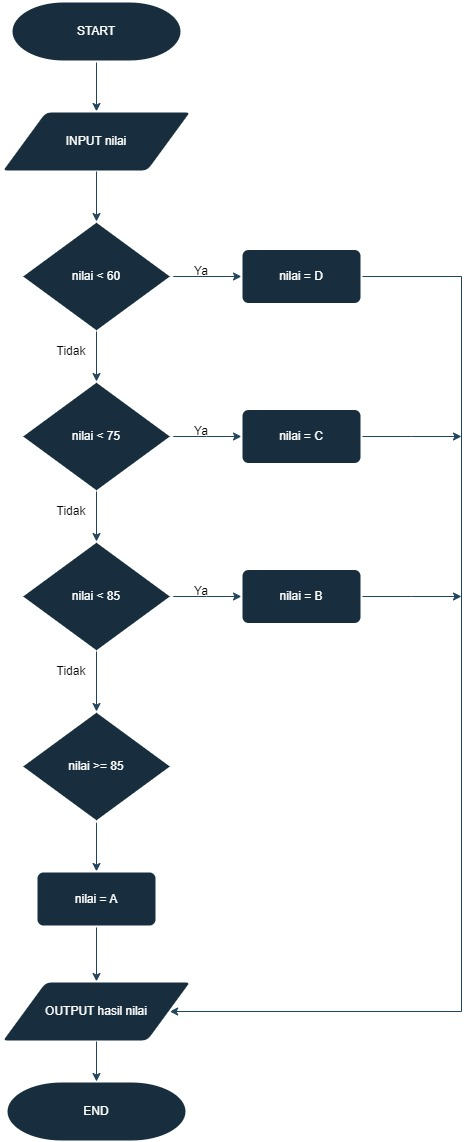 START
INPUT nilai
nilai < 60
Ya
nilai = D
Tidak
nilai < 75
Ya
nilai = C
Tidak
nilai < 85
Ya
nilai = B
Tidak
nilai >= 85
nilai = A
OUTPUT hasil nilai
END